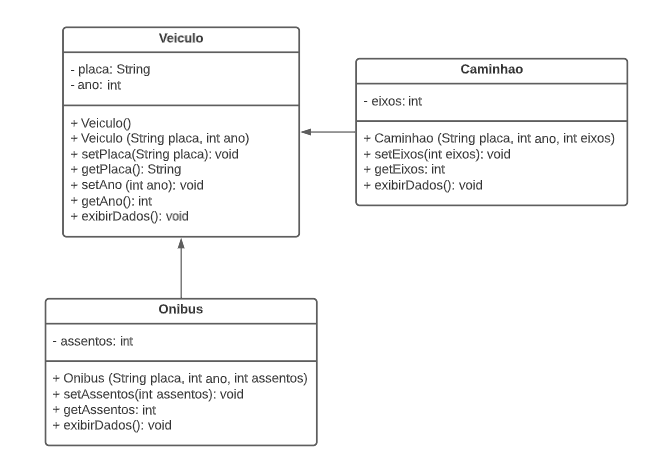 Veiculo
- placa: String
- ano: int
+ Veiculo()
+ Veiculo (String placa, int ano)
+ setPlaca(String placa): void
+ getPlaca(): String
+ setAno (int ano): void
+ getAno(): int
+ exibirDados(): void
Caminhao
- eixos: int
+ Caminhao (String placa, int ano, int eixos)
+ setEixos(int eixos): void
+ getEixos: int
+ exibirDados(): void
Onibus
- assentos: int
+ Onibus (String placa, int ano, int assentos)
+ setAssentos(int assentos): void
+ getAssentos: int
+ exibirDados(): void